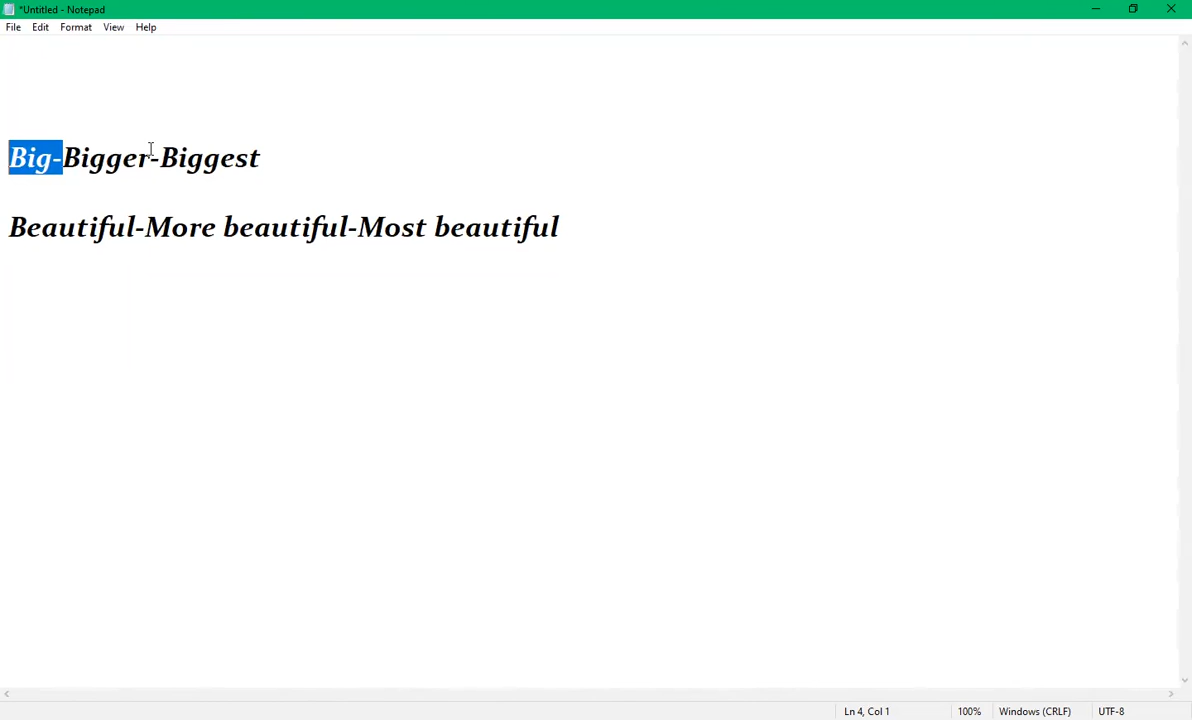 *Untitled - Notepad
File Edit Format View Help
Big-Bigger-Biggest
Beautiful-More beautiful-Most beautiful
Ln 4, Col 1 100% Windows (CRLF) UTF-8